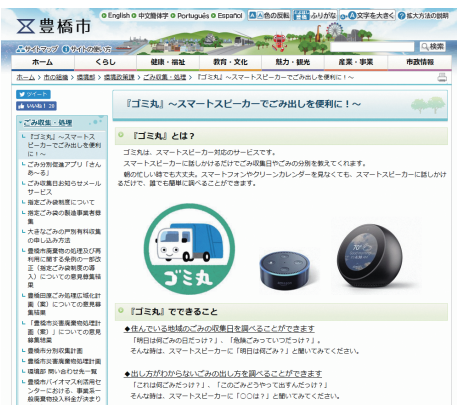 豊橋市
English 中文簡体字 Português Español 色の反転 ふりがな 文字を大きく 拡大方法の説明
サイトマップ サイトの使い方 検索
ホーム くらし 健康・福祉 教育・文化 魅力・観光 産業・事業 市政情報
ホーム > 市の組織 > 環境部 > 環境政策課 > ごみ収集・処理 > 『ゴミ丸』～スマートスピーカーでごみ出しを便利に！～
ツイート
いいね！ 20
ごみ収集・処理
『ゴミ丸』～スマートス
ピーカーでごみ出しを便利
に！～
ごみ分別促進アプリ「さん
あ～る」
ごみ収集日お知らせメール
サービス
指定ごみ袋制度について
指定ごみ袋の製造事業者募
集
大きなごみの戸別有料収集
の申し込み方法
豊橋市廃棄物の処理及び再
利用に関する条例の一部改
正（指定ごみ袋制度の導
入）についての意見募集結
果
豊橋田原ごみ処理広域化計
画（案）についての意見募
集結果
「豊橋市災害廃棄物処理計
画（案）」についての意見
募集結果
豊橋市分別収集計画
豊橋市災害廃棄物処理計画
環境部 問い合わせ先一覧
豊橋市バイオマス利活用セ
ンターにおける、事業系一
般廃棄物投入料金が決まり
『ゴミ丸』～スマートスピーカーでごみ出しを便利に！～
『ゴミ丸』とは？
ゴミ丸は、スマートスピーカー対応のサービスです。
スマートスピーカーに話しかけるだけでごみ収集日やごみの分別を教えてくれます。
朝の忙しい時でも大丈夫。スマートフォンやクリーンカレンダーを見なくても、スマートスピーカーに話しかけ
るだけで、誰でも簡単に調べることができます。
ゴミ丸
70°
『ゴミ丸』でできること
◆住んでいる地域のごみの収集日を調べることができます
「明日は何ごみの日だっけ？」、「危険ごみっていつだっけ？」。
そんな時は、スマートスピーカーに「明日は何ごみ？」と聞いてみてください。
◆出し方がわからないごみの出し方を調べることができます
「これは何ごみだっけ？」、「このごみどうやって出すんだっけ？」
そんな時は、スマートスピーカーに「○○は？」と聞いてみてください。